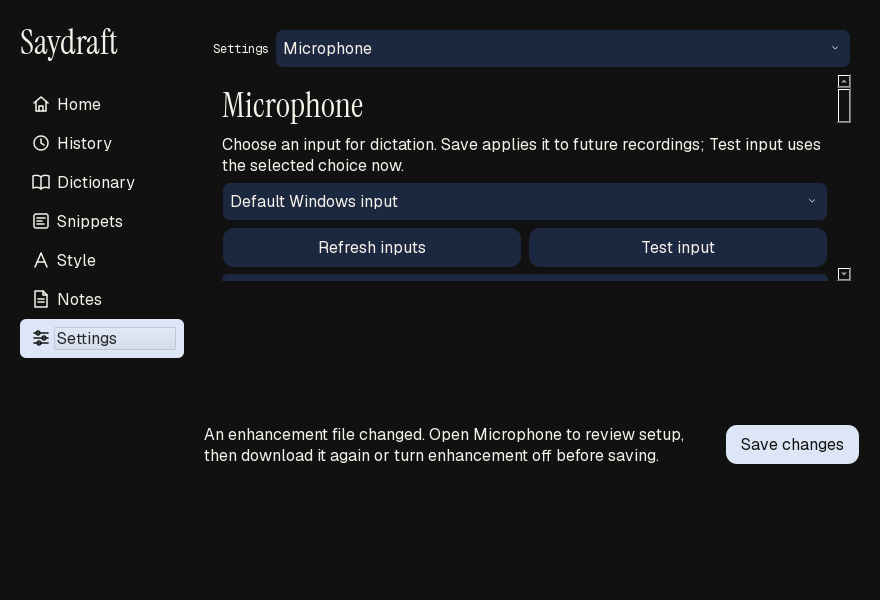 Saydraft
Settings
Microphone
Home
History
Dictionary
Snippets
Style
Notes
Settings
Microphone
Choose an input for dictation. Save applies it to future recordings; Test input uses
the selected choice now.
Default Windows input
Refresh inputs
Test input
An enhancement file changed. Open Microphone to review setup,
then download it again or turn enhancement off before saving.
Save changes